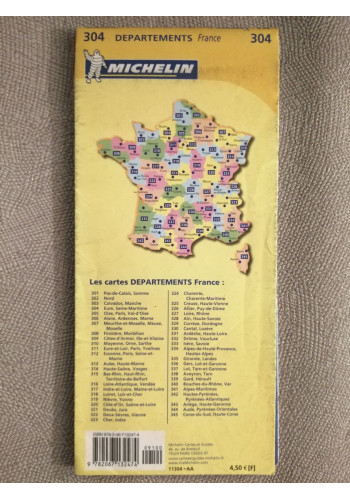 304 DEPARTEMENTS France 304
MICHELIN
Les cartes DEPARTEMENTS France :
301 Pas-de-Calais, Somme
302 Nord
303 Calvados, Manche
304 Eure, Seine-Maritime
305 Oise, Paris, Val-d'Oise
306 Aisne, Ardennes, Marne
307 Meurthe-et-Moselle, Meuse, Moselle
308 Finistère, Morbihan
309 Côtes-d'Armor, Ille-et-Vilaine
310 Mayenne, Orne, Sarthe
311 Eure-et-Loir, Paris, Yvelines
312 Essonne, Paris, Seine-et-Marne
313 Aube, Haute-Marne
314 Haute-Saône, Vosges
315 Bas-Rhin, Haut-Rhin, Territoire-de-Belfort
316 Loire-Atlantique, Vendée
317 Indre-et-Loire, Maine-et-Loire
318 Loiret, Loir-et-Cher
319 Nièvre, Yonne
320 Côte-d'Or, Saône-et-Loire
321 Doubs, Jura
322 Deux-Sèvres, Vienne
323 Cher, Indre
324 Charente, Charente-Maritime
325 Creuse, Haute-Vienne
326 Allier, Puy-de-Dôme
327 Loire, Rhône
328 Ain, Haute-Savoie
329 Corrèze, Dordogne
330 Cantal, Lozère
331 Ardèche, Haute-Loire
332 Drôme, Vaucluse
333 Isère, Savoie
334 Alpes-de-Haute-Provence, Hautes-Alpes
335 Gironde, Landes
336 Gers, Lot-et-Garonne
337 Lot, Tarn-et-Garonne
338 Aveyron, Tarn
339 Gard, Hérault
340 Bouches-du-Rhône, Var
341 Alpes-Maritimes
342 Hautes-Pyrénées, Pyrénées-Atlantiques
343 Ariège, Haute-Garonne
344 Aude, Pyrénées-Orientales
345 Corse-du-Sud, Haute-Corse
9 782067 132474
11304 - AA
4,50 € [F]